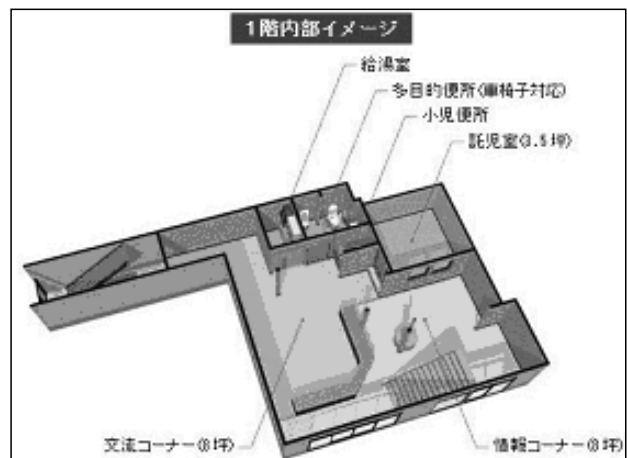 1階内部イメージ
給湯室
多目的便所(車椅子対応)
小児便所
託児室(3.5坪)
交流コーナー(8坪)
情報コーナー(8坪)